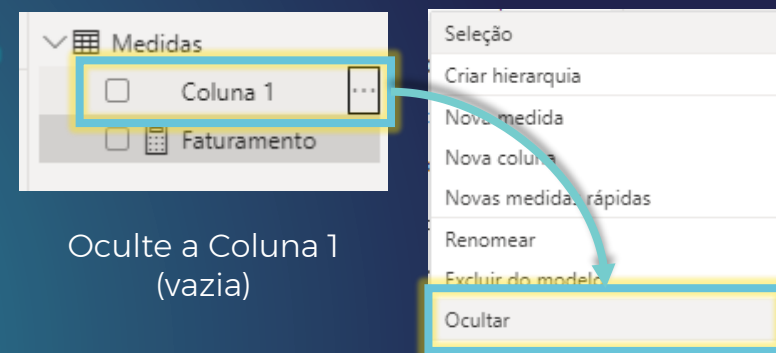 Medidas
Coluna 1
Faturamento
Oculte a Coluna 1
(vazia)
Seleção
Criar hierarquia
Nova medida
Nova coluna
Novas medidas rápidas
Renomear
Excluir do modelo
Ocultar